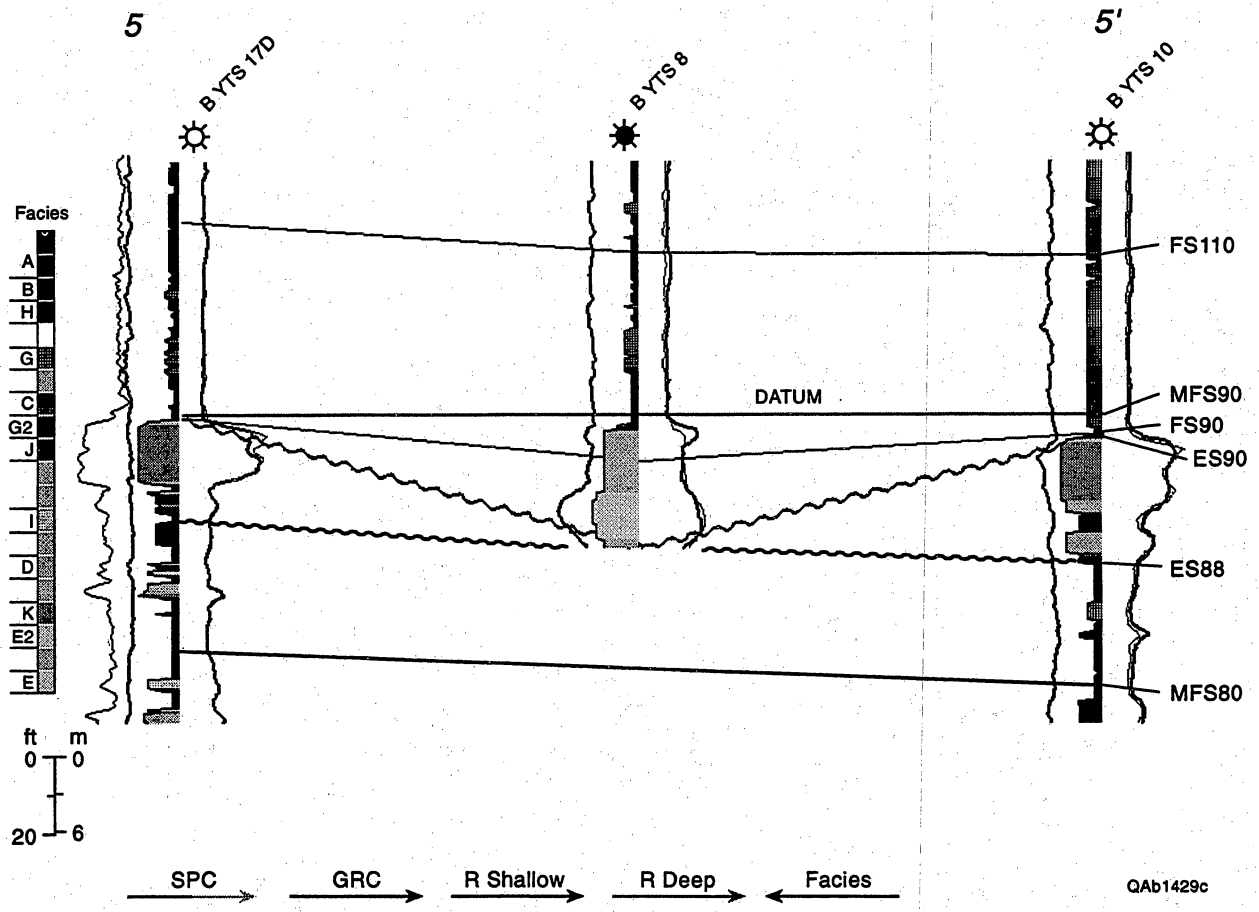 5
5'
B YTS 17D
B YTS 8
B YTS 10
Facies
A
B
H
G
C
G2
J
I
D
K
E2
E
FS110
DATUM
MFS90
FS90
ES90
ES88
MFS80
ft m
0 0
20 6
SPC
GRC
R Shallow
R Deep
Facies
QAb1429c